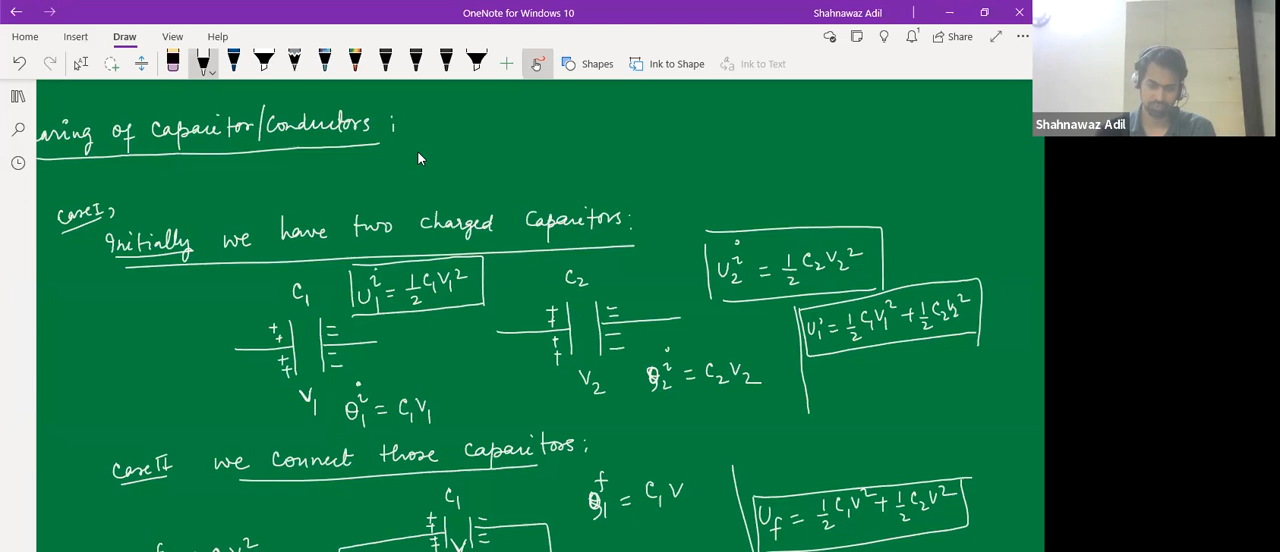 OneNote for Windows 10
Shahnawaz Adil
Home Insert Draw View Help
Share
Shapes
Ink to Shape
Ink to Text
Shahnawaz Adil
aring of Capacitor/Conductors :
Case I,
Initially we have two charged Capacitors:
C₁
U₁ⁱ = ½ C₁V₁²
C₂
U₂ⁱ = ½ C₂V₂²
Uᵢ = ½ C₁V₁² + ½ C₂V₂²
++ =
++ =
V₁
Q₁ⁱ = C₁V₁
V₂
Q₂ⁱ = C₂V₂
Case II we connect those capacitors:
C₁
Q₁ᶠ = C₁V
U_f = ½ C₁V² + ½ C₂V²
V